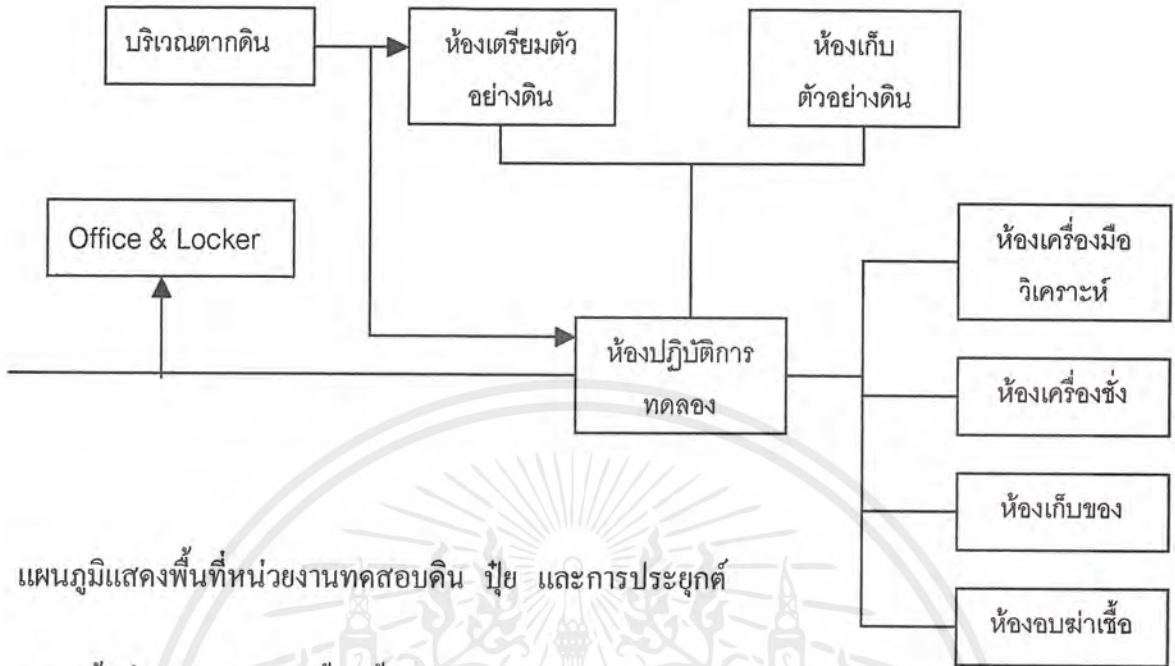 บริเวณตากดิน
ห้องเตรียมตัว
อย่างดิน
ห้องเก็บ
ตัวอย่างดิน
Office & Locker
ห้องเครื่องมือ
วิเคราะห์
ห้องปฏิบัติการ
ทดลอง
ห้องเครื่องชั่ง
ห้องเก็บของ
แผนภูมิแสดงพื้นที่หน่วยงานทดสอบดิน ปุ๋ย และการประยุกต์
ห้องอบฆ่าเชื้อ